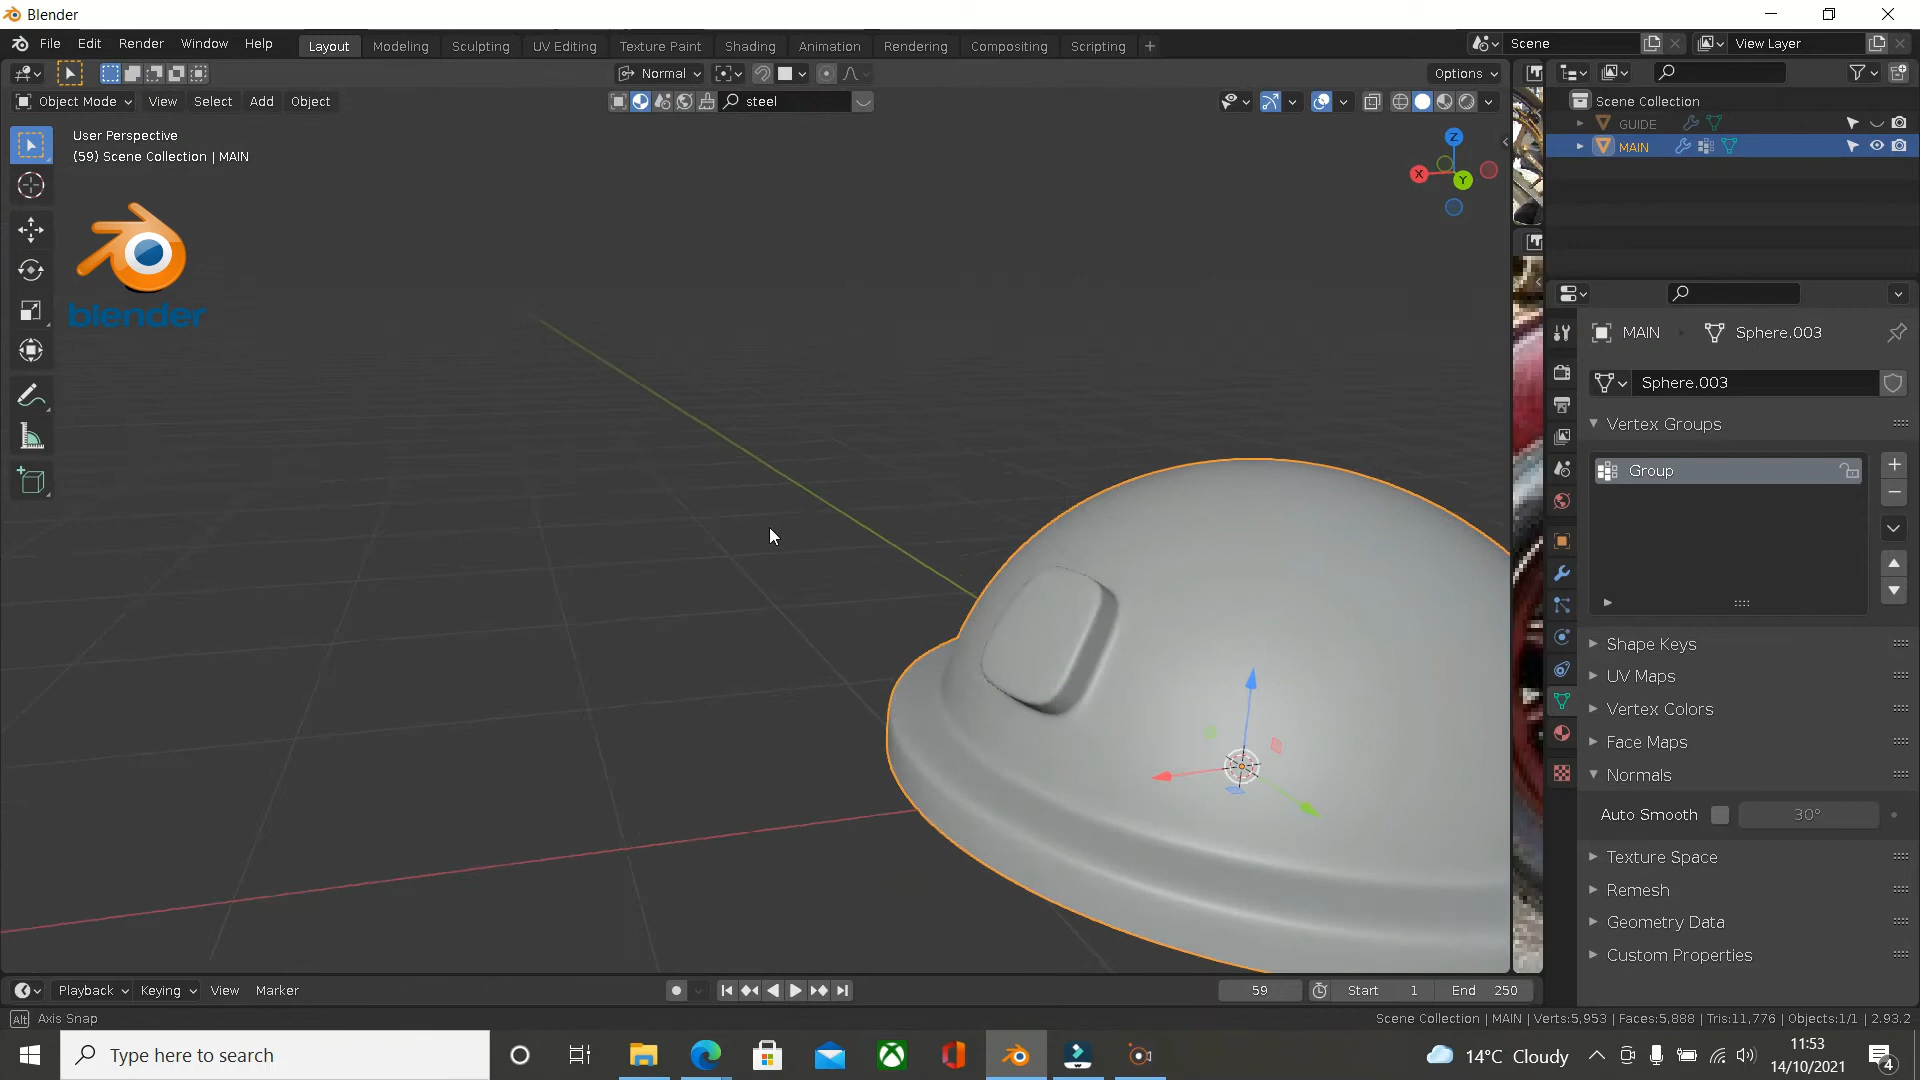 Blender
File Edit Render Window Help Layout Modeling Sculpting UV Editing Texture Paint Shading Animation Rendering Compositing Scripting Scene View Layer
Normal Options
Object Mode View Select Add Object steel Scene Collection
User Perspective GUIDE
(59) Scene Collection | MAIN MAIN
Z
X
Y
blender
MAIN Sphere.003
Sphere.003
Vertex Groups
Group
Shape Keys
UV Maps
Vertex Colors
Face Maps
Normals
Auto Smooth 30°
Texture Space
Remesh
Geometry Data
Custom Properties
Playback Keying View Marker 59 Start 1 End 250
Alt Axis Snap Scene Collection | MAIN | Verts:5,953 | Faces:5,888 | Tris:11,776 | Objects:1/1 | 2.93.2
Type here to search 14°C Cloudy 11:53
14/10/2021 4